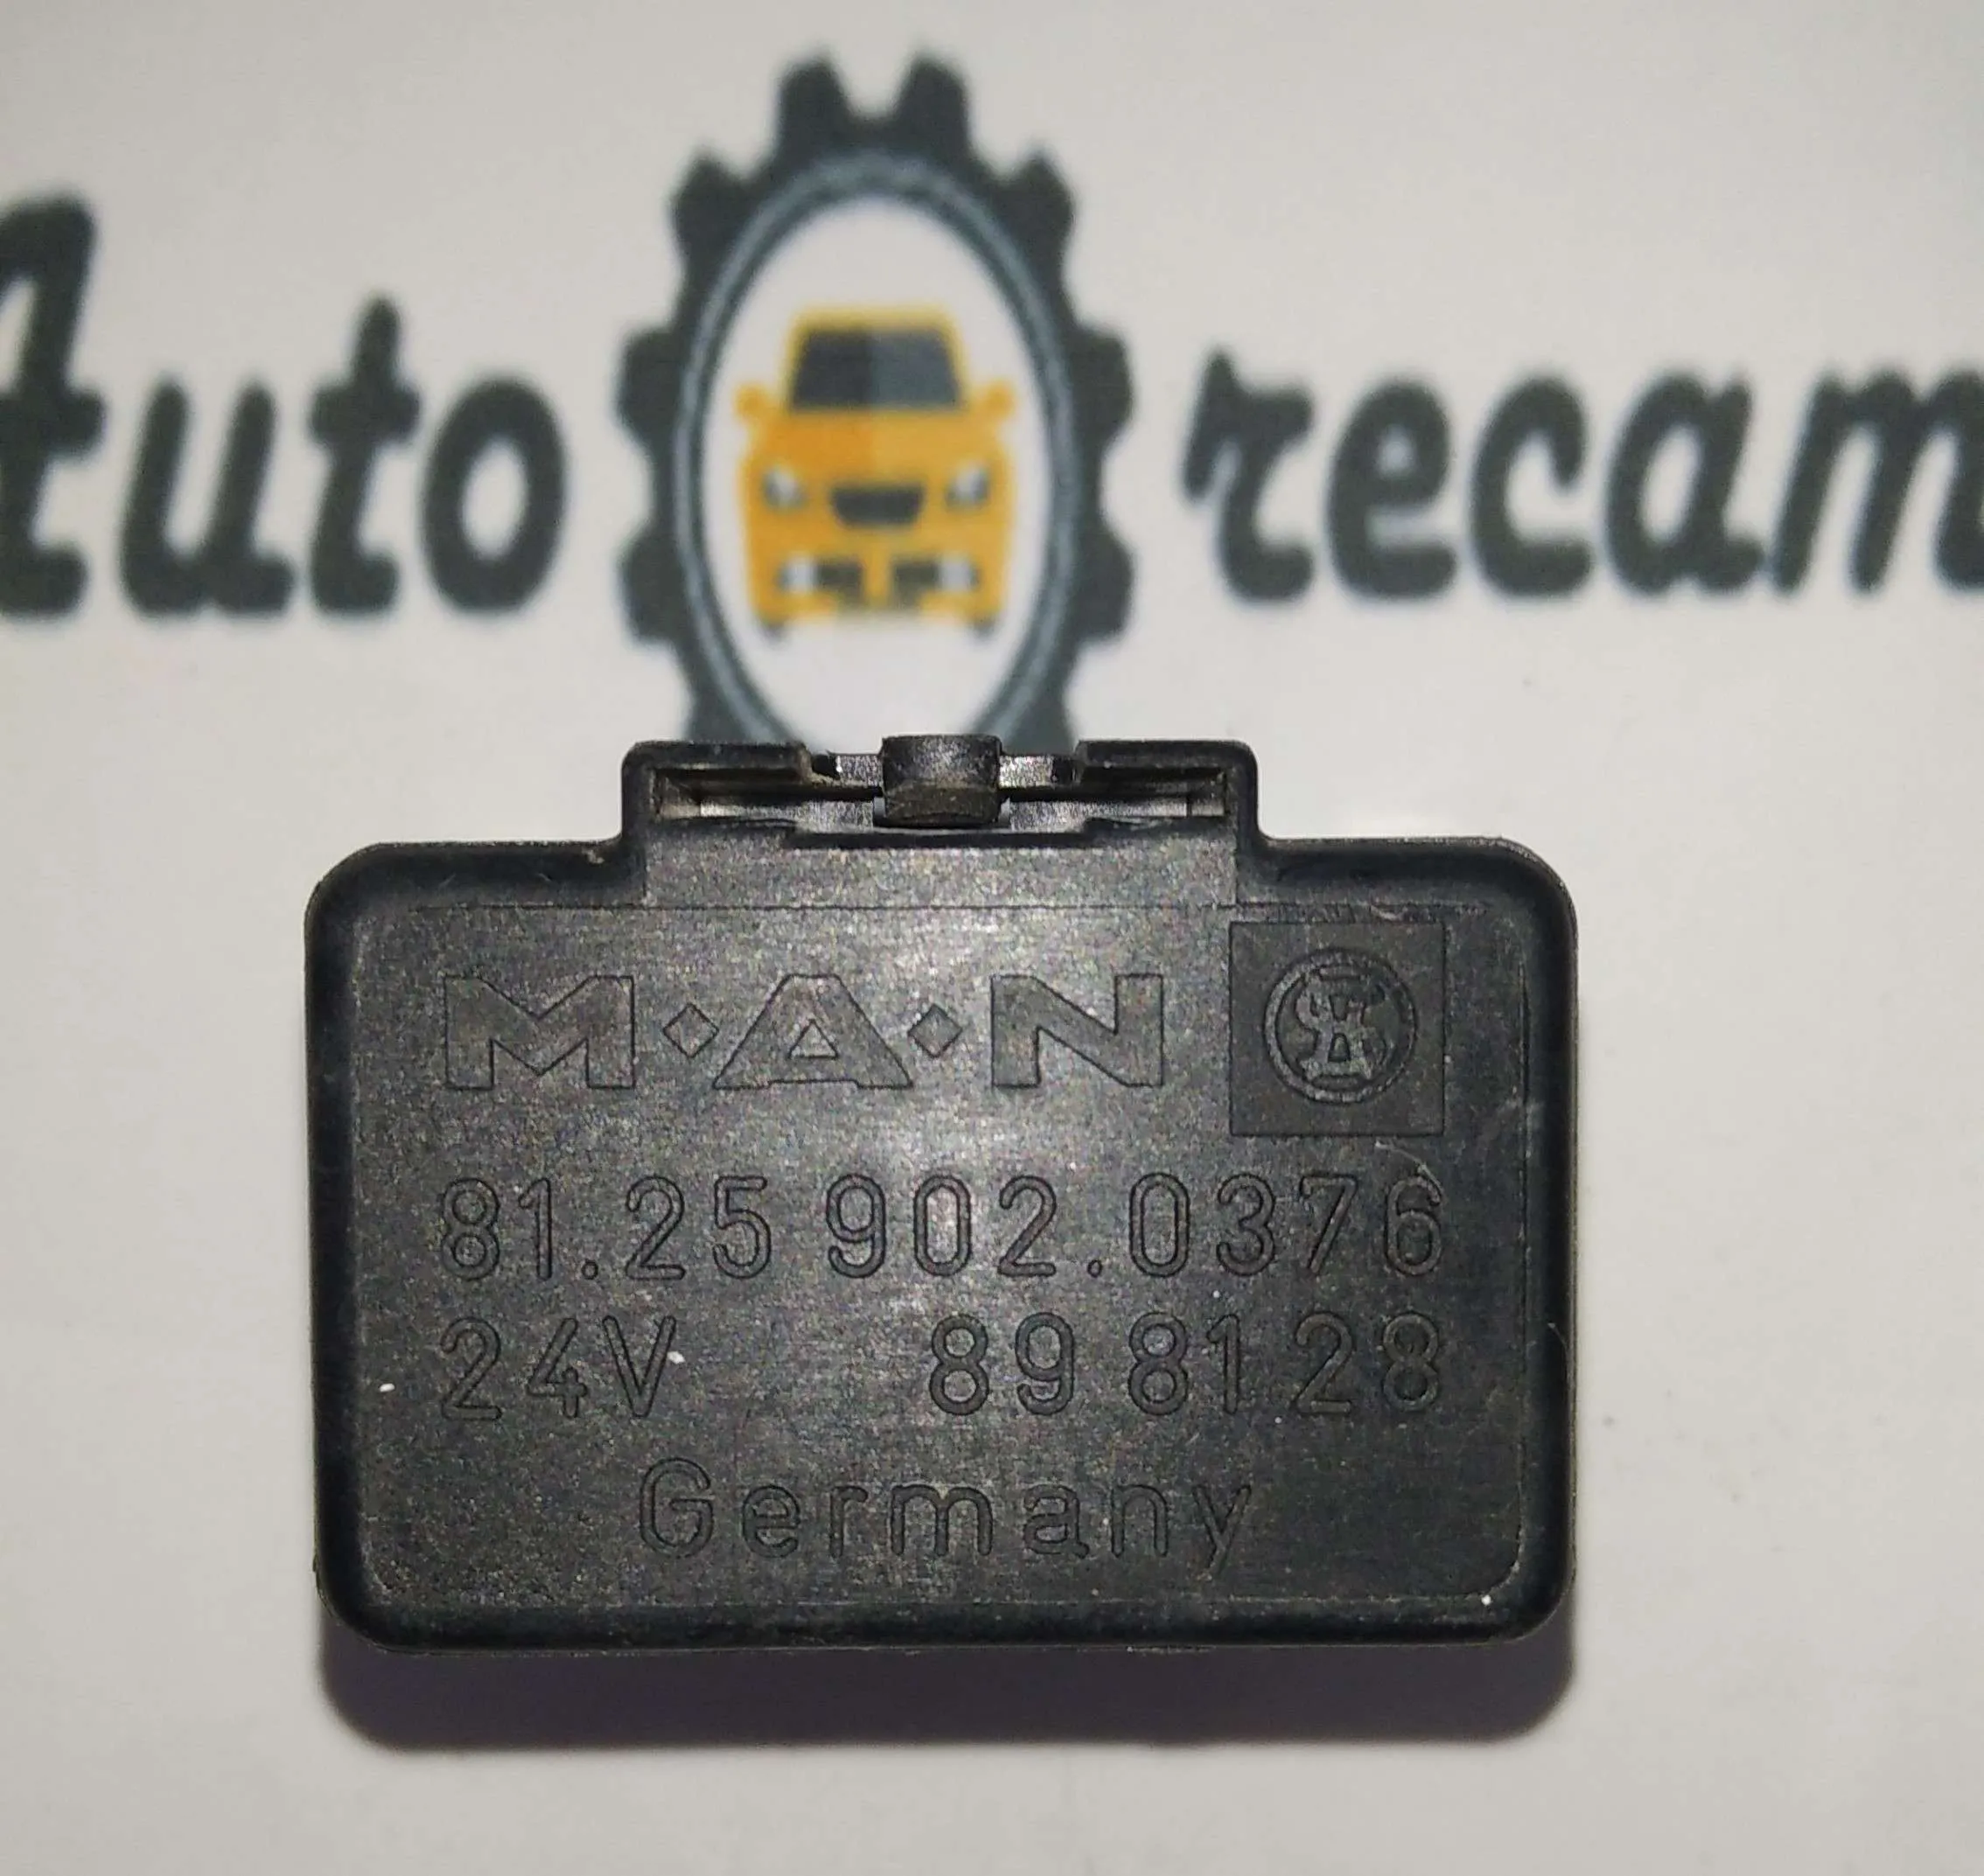 Auto recam
M·A·N
81.25 902.0376
24V 89 81 28
Germany